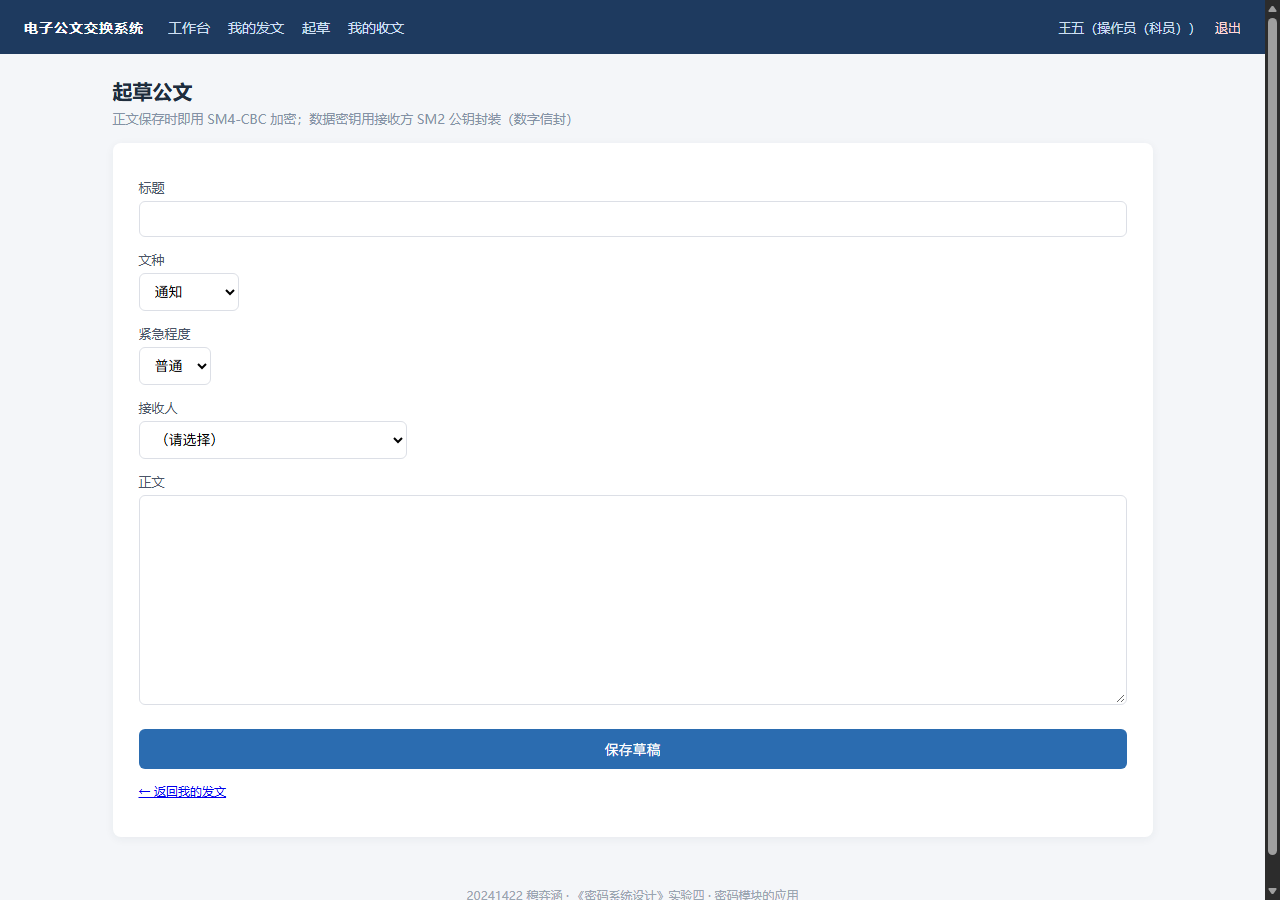 电子公文交换系统 工作台 我的发文 起草 我的收文 王五（操作员（科员）） 退出
起草公文
正文保存时即用 SM4-CBC 加密；数据密钥用接收方 SM2 公钥封装（数字信封）
标题
文种
通知
紧急程度
普通
接收人
（请选择）
正文
保存草稿
← 返回我的发文
20241422 穆弈涵 · 《密码系统设计》实验四 · 密码模块的应用